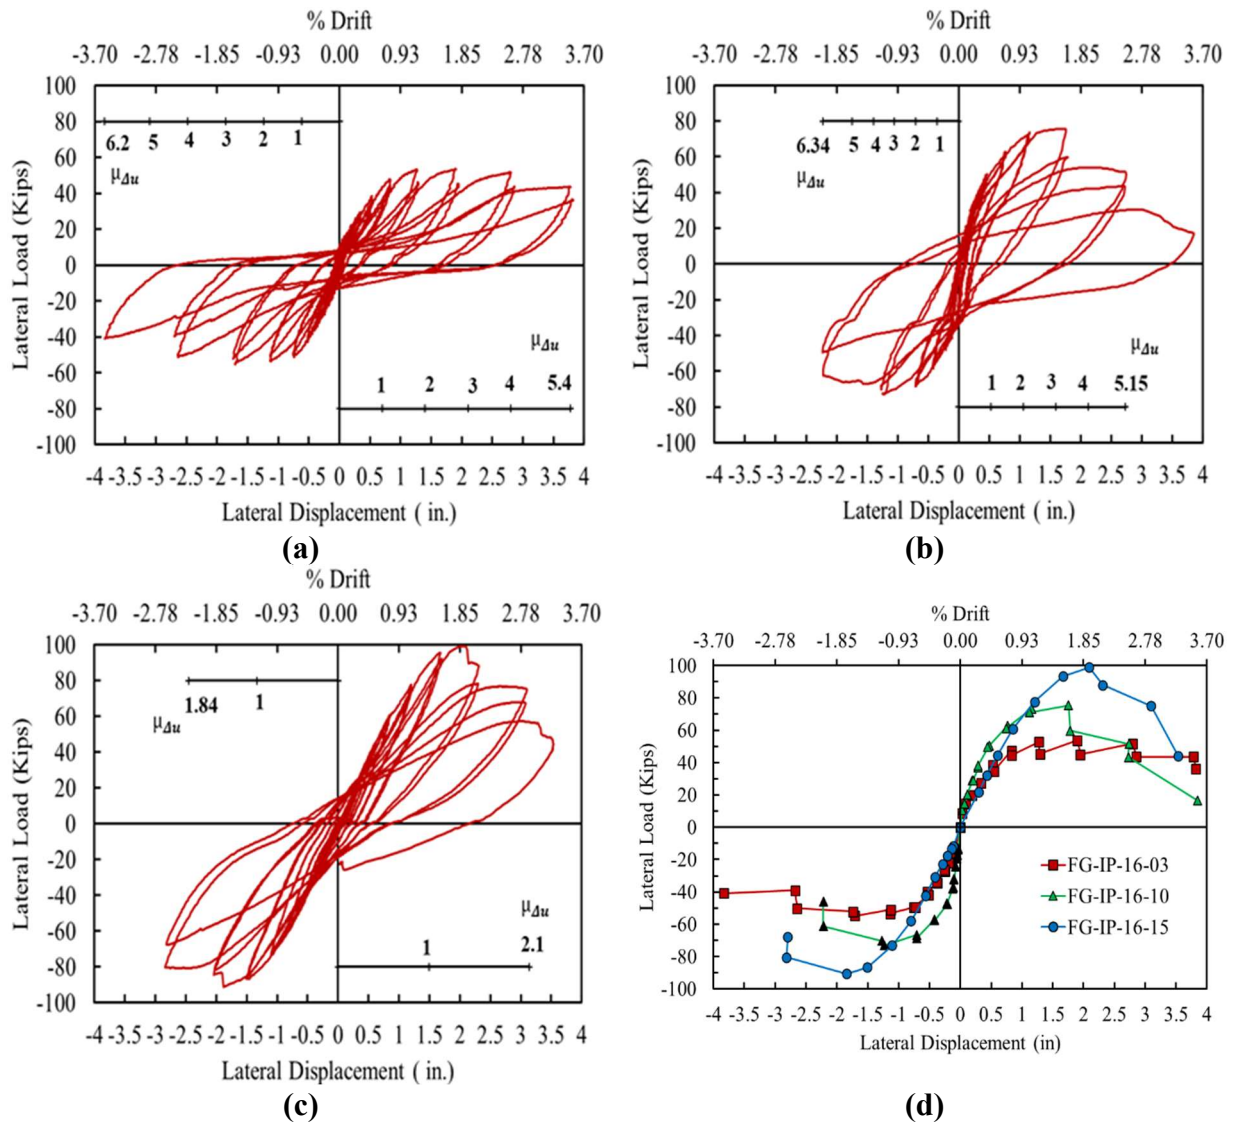 % Drift
-3.70 -2.78 -1.85 -0.93 0.00 0.93 1.85 2.78 3.70
100
80
60
40
20
0
-20
-40
-60
-80
-100
Lateral Load (Kips)
6.2 5 4 3 2 1
μΔu
μΔu
1 2 3 4 5.4
-4 -3.5 -3 -2.5 -2 -1.5 -1 -0.5 0 0.5 1 1.5 2 2.5 3 3.5 4
Lateral Displacement ( in.)
(a)
% Drift
-3.70 -2.78 -1.85 -0.93 0.00 0.93 1.85 2.78 3.70
100
80
60
40
20
0
-20
-40
-60
-80
-100
Lateral Load (Kips)
6.34 5 4 3 2 1
μΔu
μΔu
1 2 3 4 5.15
-4 -3.5 -3 -2.5 -2 -1.5 -1 -0.5 0 0.5 1 1.5 2 2.5 3 3.5 4
Lateral Displacement ( in.)
(b)
% Drift
-3.70 -2.78 -1.85 -0.93 0.00 0.93 1.85 2.78 3.70
100
80
60
40
20
0
-20
-40
-60
-80
-100
Lateral Load (Kips)
1.84 1
μΔu
μΔu
1 2.1
-4 -3.5 -3 -2.5 -2 -1.5 -1 -0.5 0 0.5 1 1.5 2 2.5 3 3.5 4
Lateral Displacement ( in.)
(c)
% Drift
-3.70 -2.78 -1.85 -0.93 0.00 0.93 1.85 2.78 3.70
100
80
60
40
20
0
-20
-40
-60
-80
-100
Lateral Load (Kips)
FG-IP-16-03
FG-IP-16-10
FG-IP-16-15
-4 -3.5 -3 -2.5 -2 -1.5 -1 -0.5 0 0.5 1 1.5 2 2.5 3 3.5 4
Lateral Displacement (in)
(d)